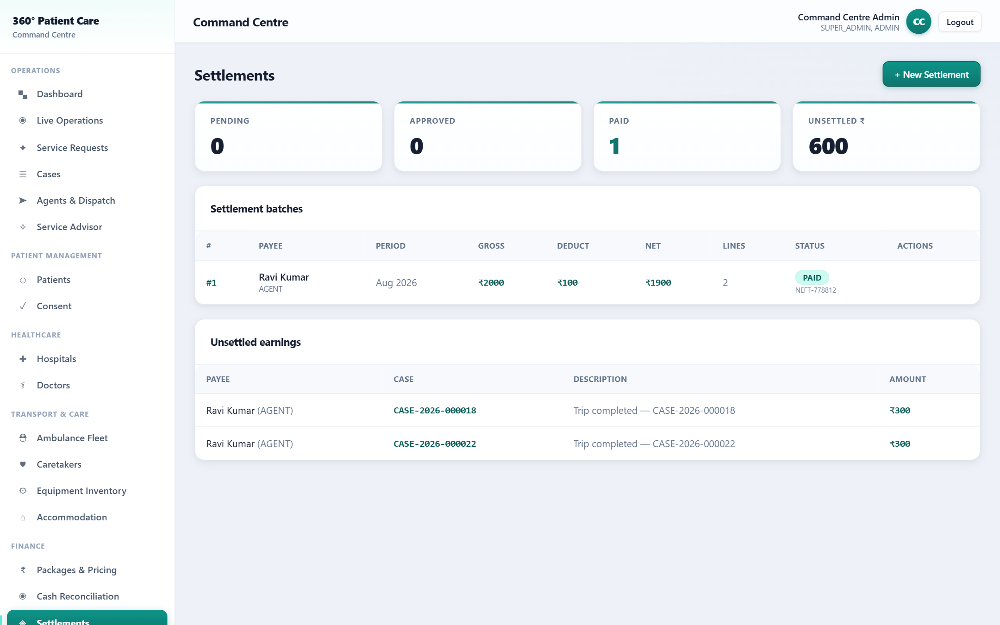 360° Patient Care
Command Centre
OPERATIONS
Dashboard
Live Operations
Service Requests
Cases
Agents & Dispatch
Service Advisor
PATIENT MANAGEMENT
Patients
Consent
HEALTHCARE
Hospitals
Doctors
TRANSPORT & CARE
Ambulance Fleet
Caretakers
Equipment Inventory
Accommodation
FINANCE
₹ Packages & Pricing
Cash Reconciliation
Settlements
Command Centre
Command Centre Admin
SUPER_ADMIN, ADMIN
CC
Logout
Settlements
+ New Settlement
PENDING
0
APPROVED
0
PAID
1
UNSETTLED ₹
600
Settlement batches
# PAYEE PERIOD GROSS DEDUCT NET LINES STATUS ACTIONS
#1 Ravi Kumar AGENT Aug 2026 ₹2000 ₹100 ₹1900 2 PAID NEFT-778812
Unsettled earnings
PAYEE CASE DESCRIPTION AMOUNT
Ravi Kumar (AGENT) CASE-2026-000018 Trip completed — CASE-2026-000018 ₹300
Ravi Kumar (AGENT) CASE-2026-000022 Trip completed — CASE-2026-000022 ₹300